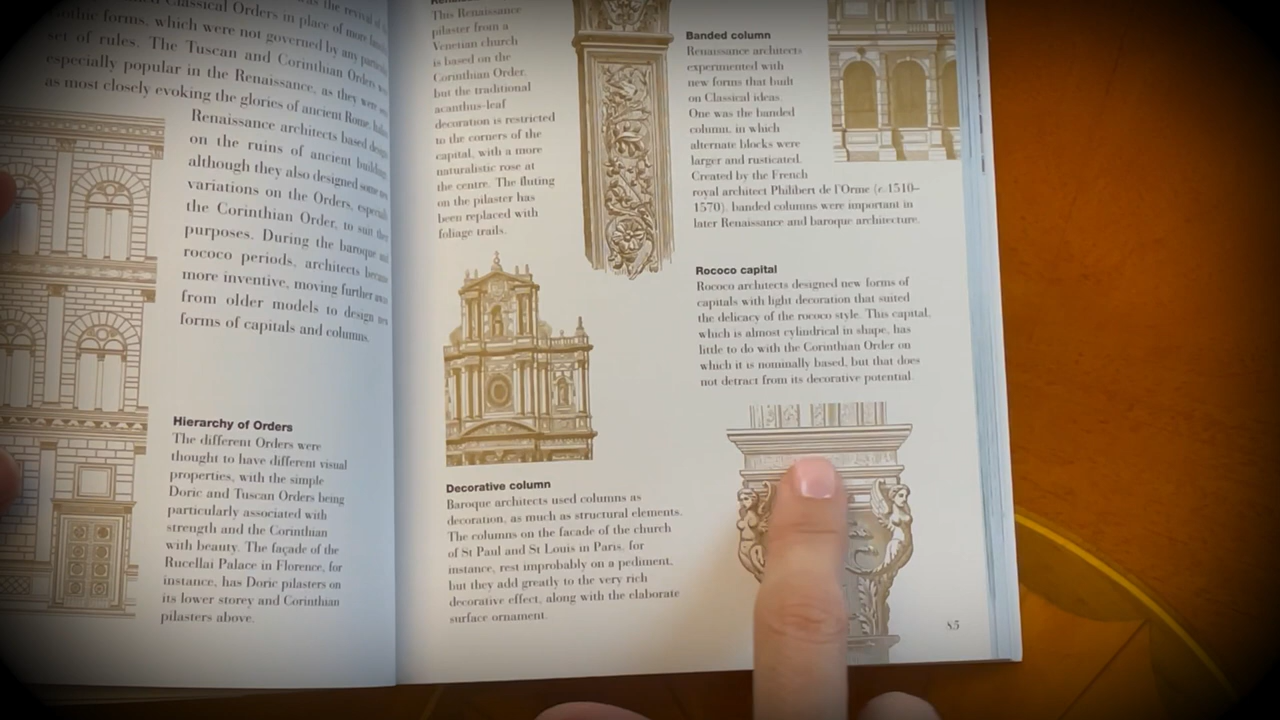 Classical Orders in place of more
forms, which were not governed by any
set of rules. The Tuscan and Corinthian Orders
especially popular in the Renaissance, as they were
as most closely evoking the glories of ancient Rome.
Renaissance architects based
on the ruins of ancient
although they also designed some
variations on the Orders,
the Corinthian Order, to suit
purposes. During the baroque
rococo periods, architects
more inventive, moving further
from older models to design
forms of capitals and columns.
Hierarchy of Orders
The different Orders were
thought to have different visual
properties, with the simple
Doric and Tuscan Orders being
particularly associated with
strength and the Corinthian
with beauty. The façade of the
Rucellai Palace in Florence, for
instance, has Doric pilasters on
its lower storey and Corinthian
pilasters above.
This Renaissance
pilaster from a
Venetian church
is based on the
Corinthian Order,
but the traditional
acanthus-leaf
decoration is restricted
to the corners of the
capital, with a more
naturalistic rose at
the centre. The fluting
on the pilaster has
been replaced with
foliage trails.
Decorative column
Baroque architects used columns as
decoration, as much as structural elements.
The columns on the facade of the church
of St Paul and St Louis in Paris, for
instance, rest improbably on a pediment,
but they add greatly to the very rich
decorative effect, along with the elaborate
surface ornament.
Banded column
Renaissance architects
experimented with
new forms that built
on Classical ideas.
One was the banded
column, in which
alternate blocks were
larger and rusticated.
Created by the French
royal architect Philibert de l'Orme (c.1510–
1570), banded columns were important in
later Renaissance and baroque architecture.
Rococo capital
Rococo architects designed new forms of
capitals with light decoration that suited
the delicacy of the rococo style. This capital,
which is almost cylindrical in shape, has
little to do with the Corinthian Order on
which it is nominally based, but that does
not detract from its decorative potential.
85